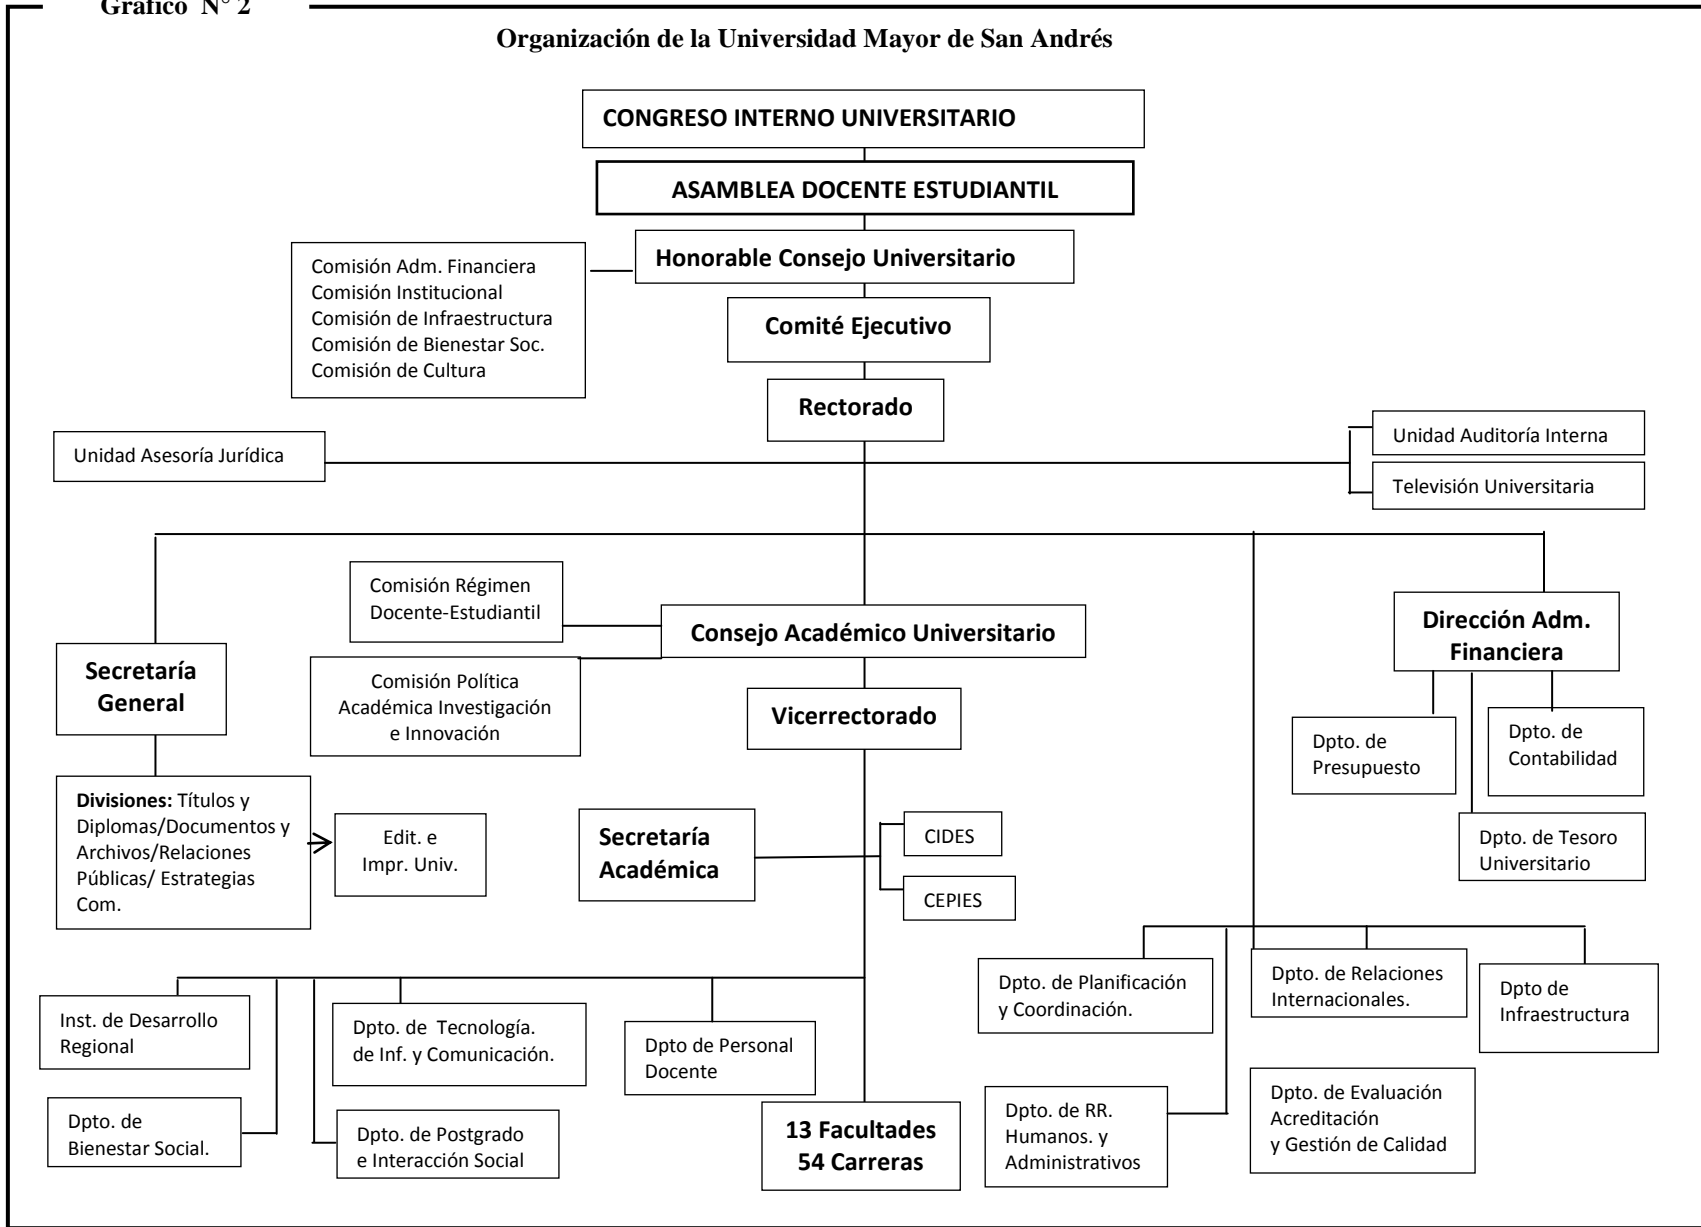 Gráfico N° 2
Organización de la Universidad Mayor de San Andrés
CONGRESO INTERNO UNIVERSITARIO
ASAMBLEA DOCENTE ESTUDIANTIL
Honorable Consejo Universitario
Comisión Adm. Financiera
Comisión Institucional
Comisión de Infraestructura
Comisión de Bienestar Soc.
Comisión de Cultura
Comité Ejecutivo
Rectorado
Unidad Asesoría Jurídica
Unidad Auditoría Interna
Televisión Universitaria
Comisión Régimen
Docente-Estudiantil
Consejo Académico Universitario
Dirección Adm.
Financiera
Secretaría
General
Comisión Política
Académica Investigación
e Innovación
Vicerrectorado
Dpto. de
Presupuesto
Dpto. de
Contabilidad
Divisiones: Títulos y
Diplomas/Documentos y
Archivos/Relaciones
Públicas/ Estrategias
Com.
Edit. e
Impr. Univ.
Secretaría
Académica
CIDES
CEPIES
Dpto. de Tesoro
Universitario
Inst. de Desarrollo
Regional
Dpto. de Tecnología.
de Inf. y Comunicación.
Dpto de Personal
Docente
Dpto. de Planificación
y Coordinación.
Dpto. de Relaciones
Internacionales.
Dpto de
Infraestructura
Dpto. de
Bienestar Social.
Dpto. de Postgrado
e Interacción Social
13 Facultades
54 Carreras
Dpto. de RR.
Humanos. y
Administrativos
Dpto. de Evaluación
Acreditación
y Gestión de Calidad